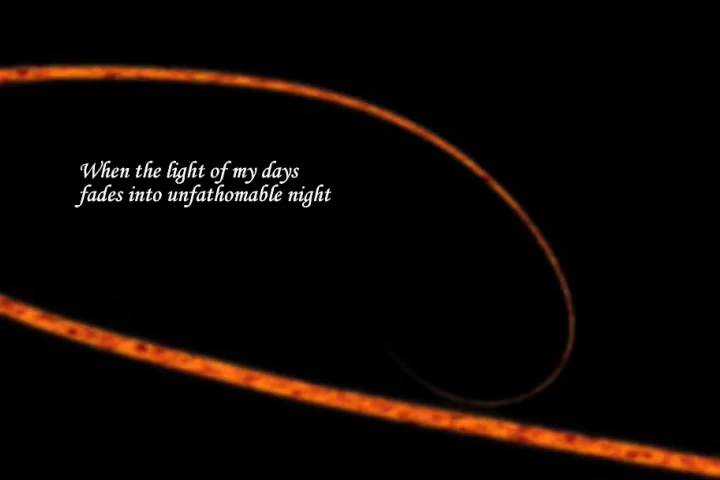 When the light of my days
fades into unfathomable night